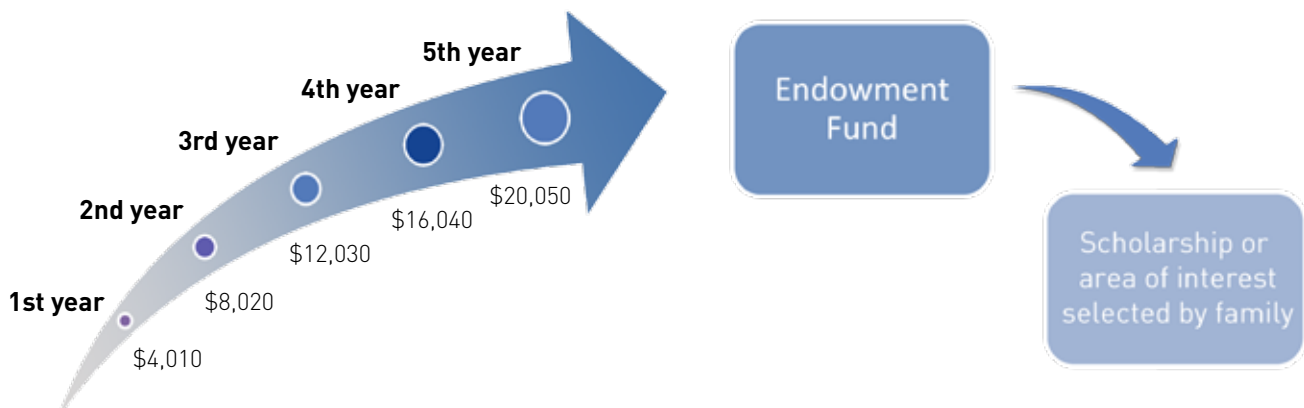 1st year
$4,010
2nd year
$8,020
3rd year
$12,030
4th year
$16,040
5th year
$20,050
Endowment
Fund
Scholarship or
area of interest
selected by family